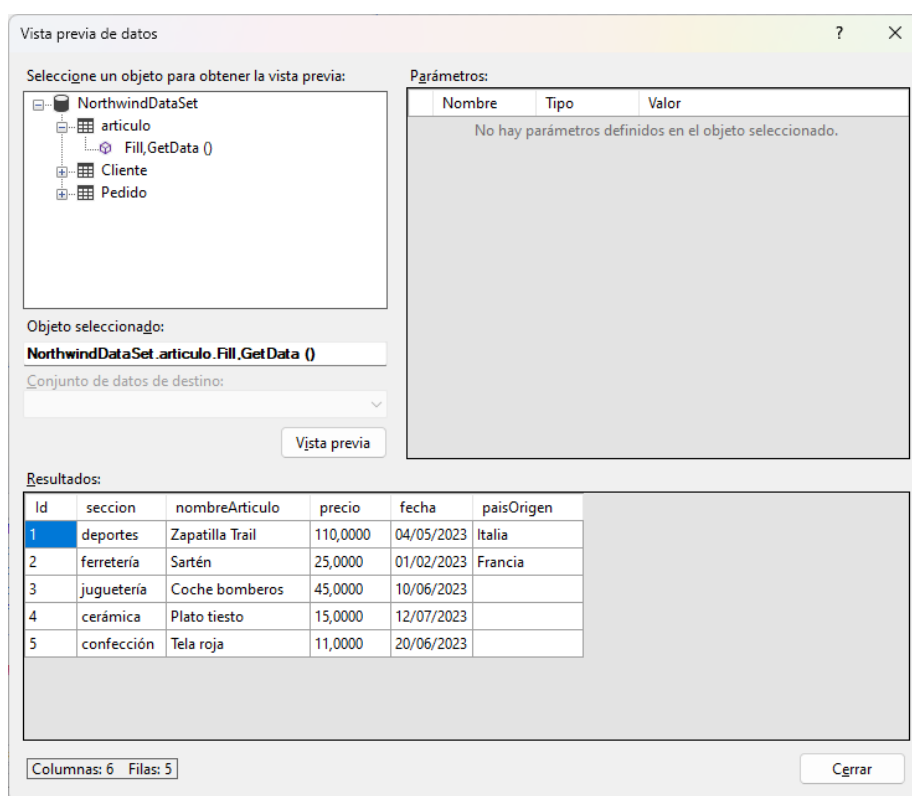 Vista previa de datos ?
Seleccione un objeto para obtener la vista previa:
NorthwindDataSet
articulo
Fill,GetData ()
Cliente
Pedido
Objeto seleccionado:
NorthwindDataSet.articulo.Fill,GetData ()
Conjunto de datos de destino:
Vista previa
Parámetros:
Nombre Tipo Valor
No hay parámetros definidos en el objeto seleccionado.
Resultados:
Id seccion nombreArticulo precio fecha paisOrigen
1 deportes Zapatilla Trail 110,0000 04/05/2023 Italia
2 ferretería Sartén 25,0000 01/02/2023 Francia
3 juguetería Coche bomberos 45,0000 10/06/2023
4 cerámica Plato tiesto 15,0000 12/07/2023
5 confección Tela roja 11,0000 20/06/2023
Columnas: 6 Filas: 5
Cerrar